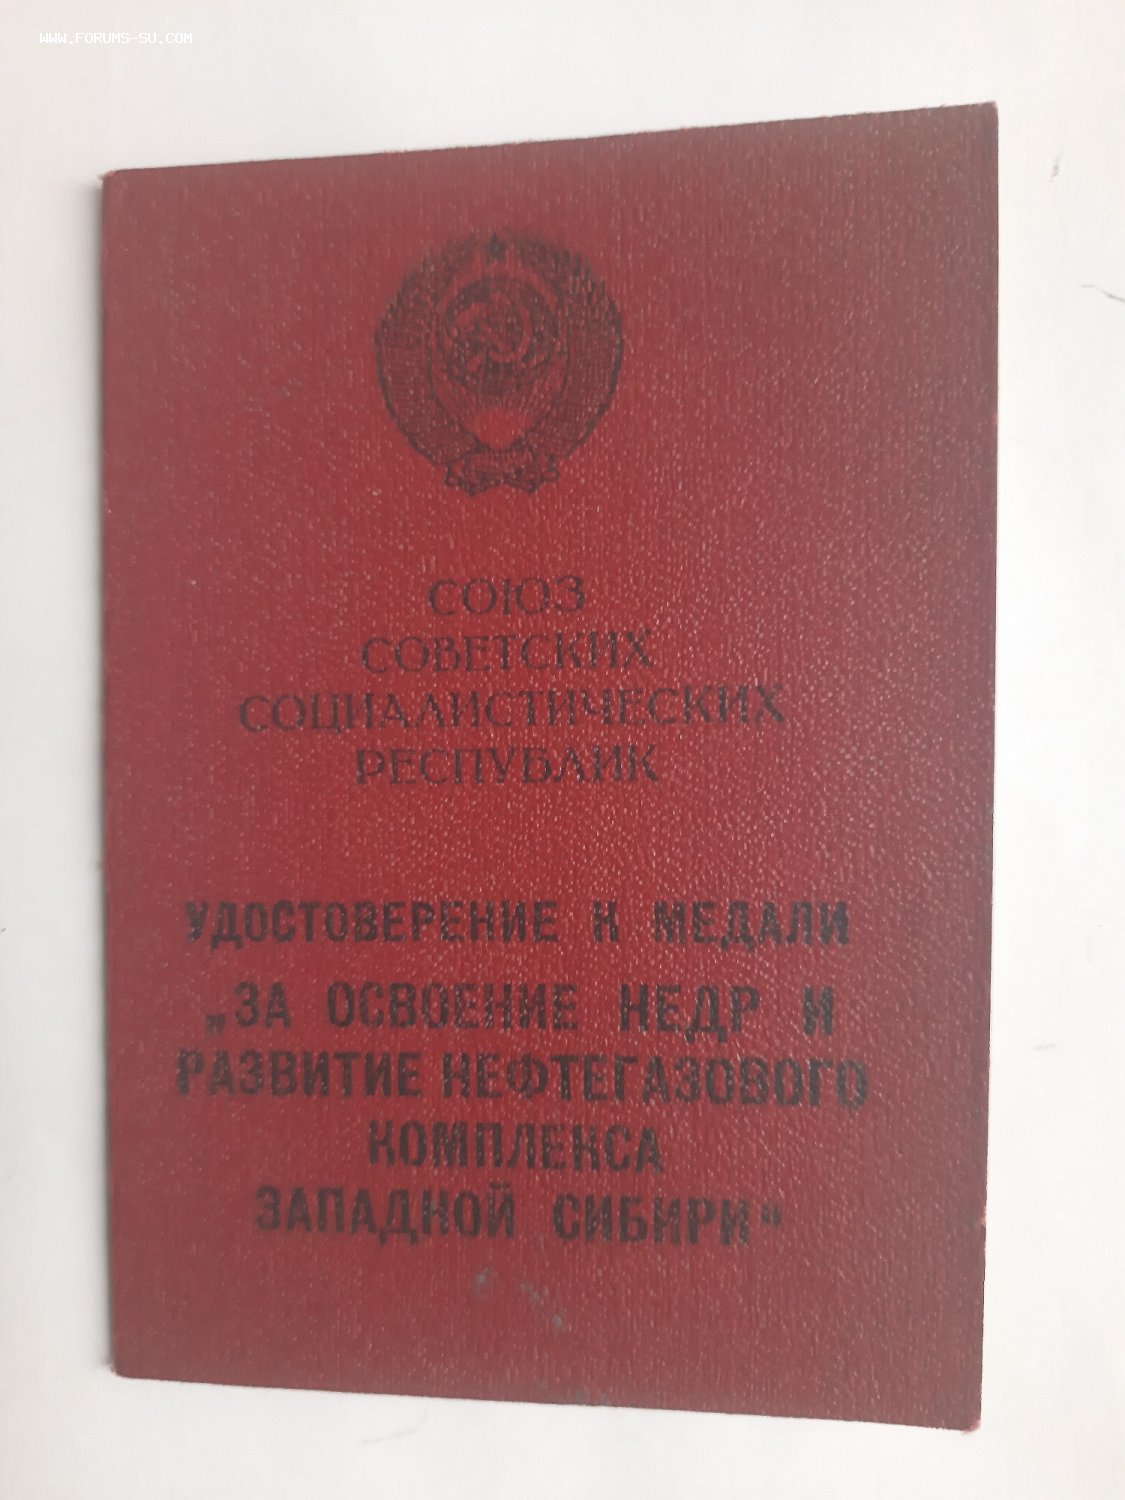 WWW.FORUMS-SU.COM
СОЮЗ
СОВЕТСКИХ
СОЦИАЛИСТИЧЕСКИХ
РЕСПУБЛИК
УДОСТОВЕРЕНИЕ К МЕДАЛИ
„ЗА ОСВОЕНИЕ НЕДР И
РАЗВИТИЕ НЕФТЕГАЗОВОГО
КОМПЛЕКСА
ЗАПАДНОЙ СИБИРИ“